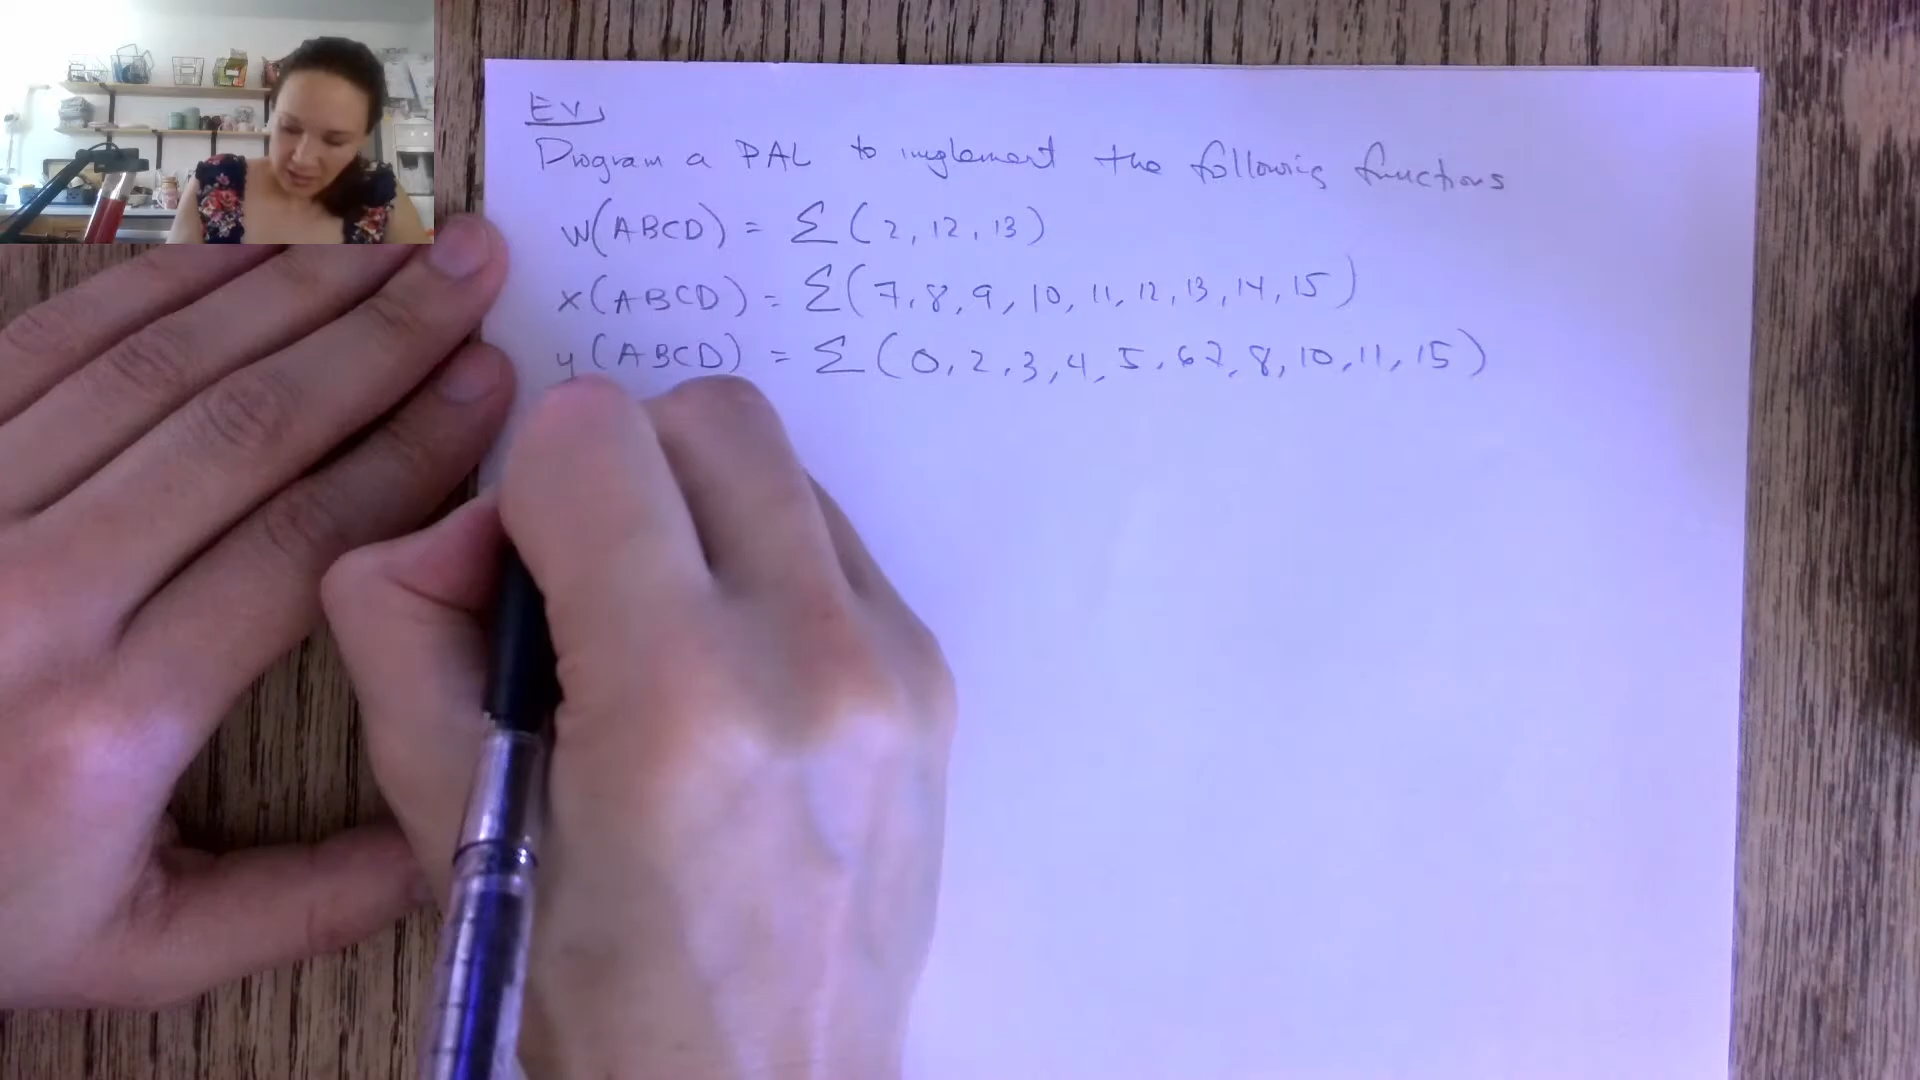 Ex,
Program a PAL to implement the following functions
W(ABCD) = Σ(2, 12, 13)
X(ABCD) = Σ(7, 8, 9, 10, 11, 12, 13, 14, 15)
y(ABCD) = Σ(0, 2, 3, 4, 5, 6 7, 8, 10, 11, 15)